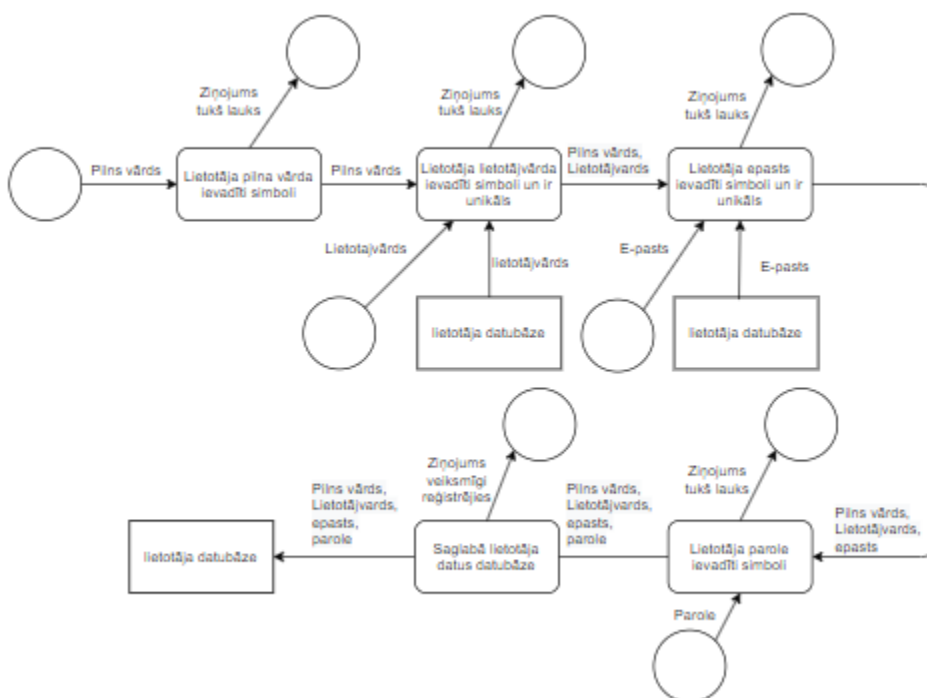 Ziņojums
tukš lauks
Ziņojums
tukš lauks
Ziņojums
tukš lauks
Pilns vārds
Lietotāja pilna vārda
ievadīti simboli
Pilns vārds
Lietotāja lietotājvārda
ievadīti simboli un ir
unikāls
Pilns vārds,
Lietotājvards
Lietotāja epasts
ievadīti simboli un ir
unikāls
Lietotajvārds
lietotājvārds
E-pasts
E-pasts
lietotāja datubāze
lietotāja datubāze
Ziņojums
veiksmīgi
reģistrējies
Ziņojums
tukš lauks
Pilns vārds,
Lietotājvards,
epasts,
parole
Pilns vārds,
Lietotājvards,
epasts,
parole
Pilns vārds,
Lietotājvards,
epasts
lietotāja datubāze
Saglabā lietotāja
datus datubāze
Lietotāja parole
ievadīti simboli
Parole